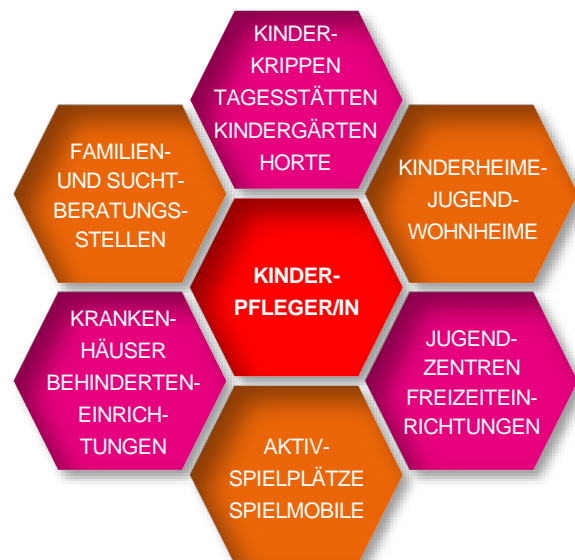 KINDER-
KRIPPEN
TAGESSTÄTTEN
KINDERGÄRTEN
HORTE
FAMILIEN-
UND SUCHT-
BERATUNGS-
STELLEN
KINDERHEIME-
JUGEND-
WOHNHEIME
KINDER-
PFLEGER/IN
KRANKEN-
HÄUSER
BEHINDERTEN-
EINRICH-
TUNGEN
JUGEND-
ZENTREN
FREIZEITEIN-
RICHTUNGEN
AKTIV-
SPIELPLÄTZE
SPIELMOBILE